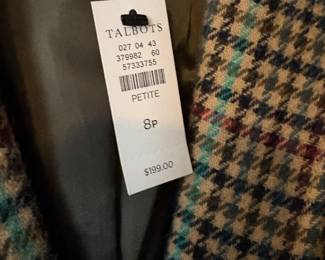 TALBOTS
027 04 43
379982 60
57333755
PETITE
8P
$199.00